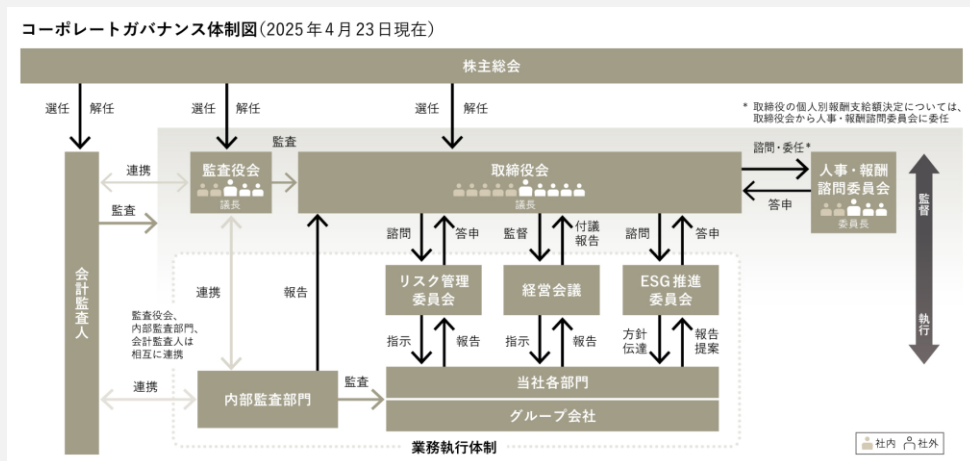 コーポレートガバナンス体制図（2025年4月23日現在）
株主総会
選任 解任
選任 解任
選任 解任
* 取締役の個人別報酬支給額決定については、
取締役会から人事・報酬諮問委員会に委任
連携
監査役会
議長
監査
取締役会
議長
諮問・委任*
答申
人事・報酬
諮問委員会
委員長
監督
執行
監査
会計監査人
諮問 答申
監督
付議
報告
諮問 答申
連携
報告
リスク管理
委員会
経営会議
ESG推進
委員会
監査役会、
内部監査部門、
会計監査人は
相互に連携
指示 報告
指示 報告
方針
伝達
報告
提案
連携
内部監査部門
監査
当社各部門
グループ会社
業務執行体制
社内 社外